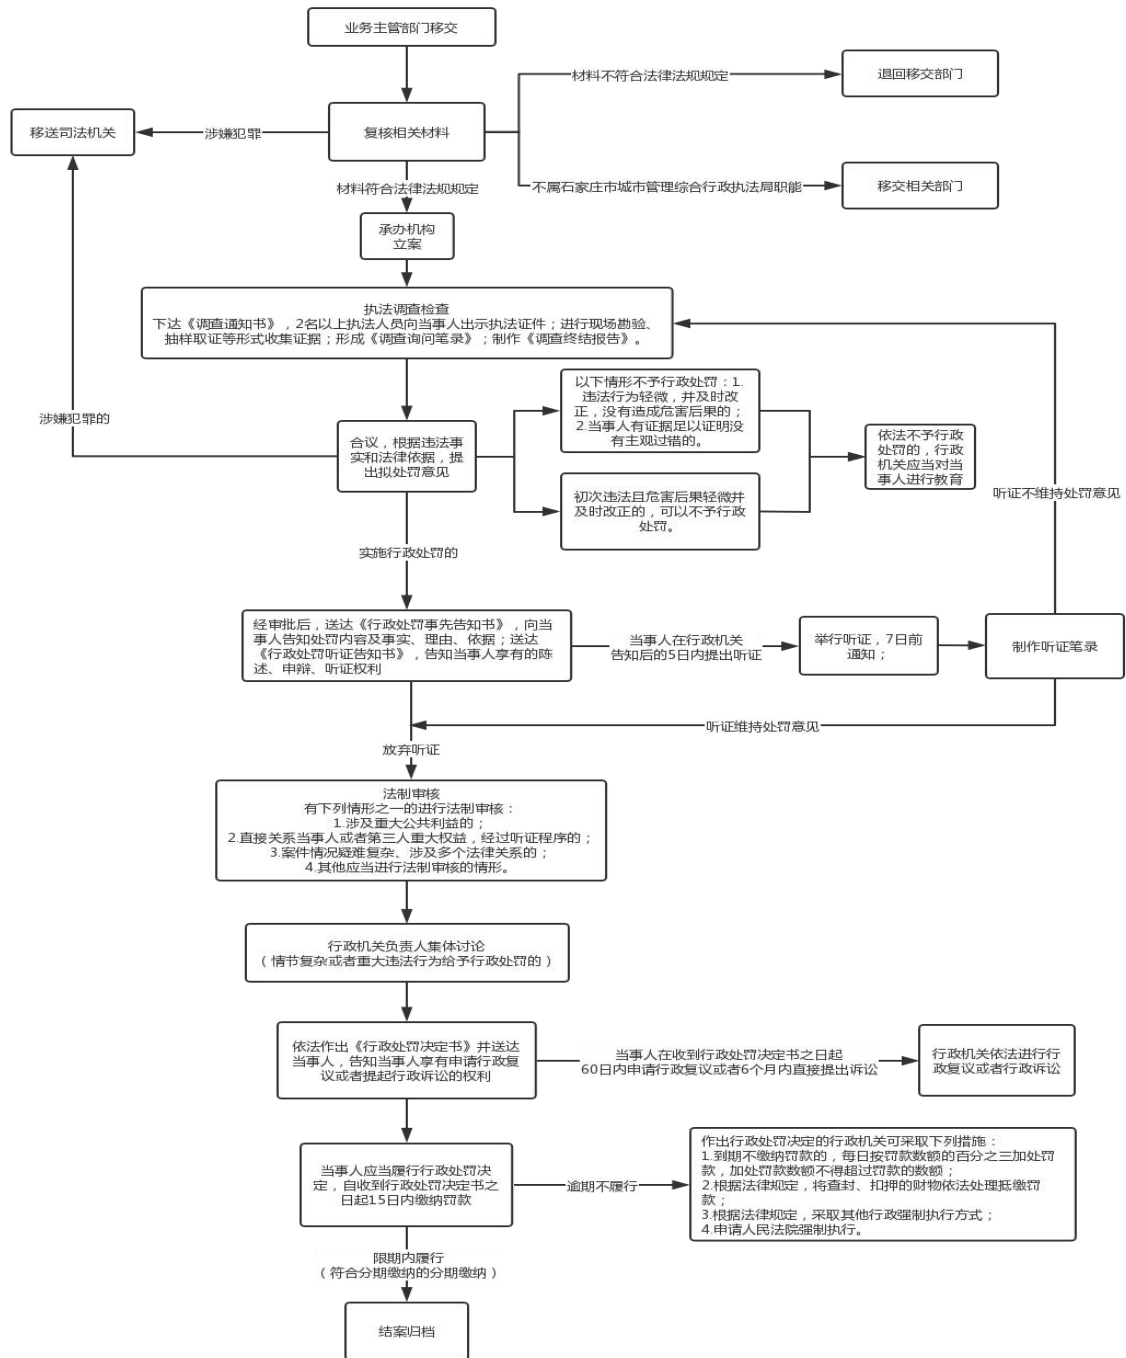 业务主管部门移交
材料不符合法律法规规定
退回移交部门
移送司法机关
涉嫌犯罪
复核相关材料
不属石家庄市城市管理综合行政执法局职能
移交相关部门
材料符合法律法规规定
承办机构
立案
执法调查检查
下达《调查通知书》，2名以上执法人员向当事人出示执法证件；进行现场勘验、
抽样取证等形式收集证据；形成《调查询问笔录》；制作《调查终结报告》。
涉嫌犯罪的
合议，根据违法事
实和法律依据，提
出拟处罚意见
以下情形不予行政处罚：1.
违法行为轻微，并及时改
正，没有造成危害后果的；
2.当事人有证据足以证明没
有主观过错的。
初次违法且危害后果轻微并
及时改正的，可以不予行政
处罚。
依法不予行政
处罚的，行政
机关应当对当
事人进行教育
听证不维持处罚意见
实施行政处罚的
经审批后，送达《行政处罚事先告知书》，向当
事人告知处罚内容及事实、理由、依据；送达
《行政处罚听证告知书》，告知当事人享有的陈
述、申辩、听证权利
当事人在行政机关
告知后的5日内提出听证
举行听证，7日前
通知；
制作听证笔录
听证维持处罚意见
放弃听证
法制审核
有下列情形之一的进行法制审核：
1.涉及重大公共利益的；
2.直接关系当事人或者第三人重大权益，经过听证程序的；
3.案件情况疑难复杂、涉及多个法律关系的；
4.其他应当进行法制审核的情形。
行政机关负责人集体讨论
（情节复杂或者重大违法行为给予行政处罚的）
依法作出《行政处罚决定书》并送达
当事人，告知当事人享有申请行政复
议或者提起行政诉讼的权利
当事人在收到行政处罚决定书之日起
60日内申请行政复议或者6个月内直接提出诉讼
行政机关依法进行行
政复议或者行政诉讼
当事人应当履行行政处罚决
定，自收到行政处罚决定书之
日起15日内缴纳罚款
逾期不履行
作出行政处罚决定的行政机关可采取下列措施：
1.到期不缴纳罚款的，每日按罚款数额的百分之三加处罚
款，加处罚款数额不得超过罚款的数额；
2.根据法律规定，将查封、扣押的财物依法处理抵缴罚
款；
3.根据法律规定，采取其他行政强制执行方式；
4.申请人民法院强制执行。
限期内履行
（符合分期缴纳的分期缴纳）
结案归档